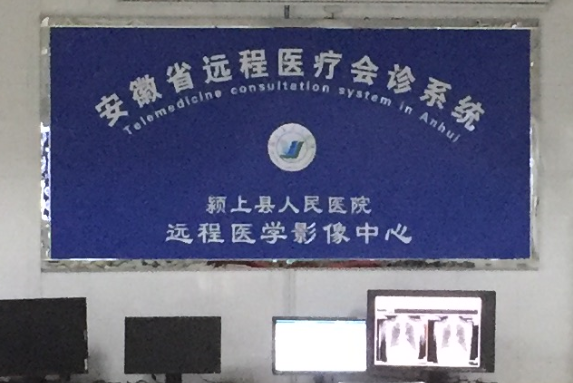 安徽省远程医疗会诊系统
Telemedicine consultation system in Anhui
颍上县人民医院
远程医学影像中心